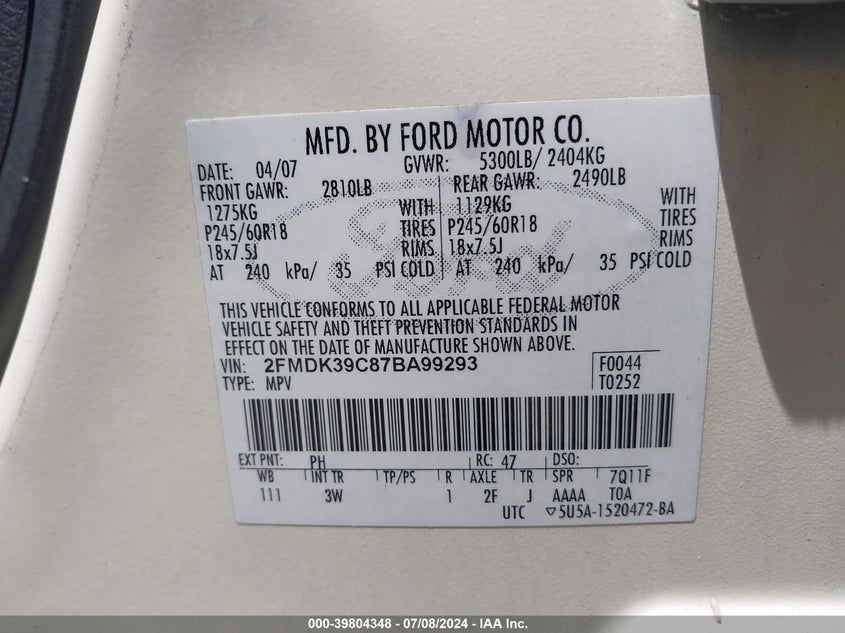 MFD. BY FORD MOTOR CO.
DATE: 04/07 GVWR: 5300LB/ 2404KG
FRONT GAWR: 2810LB REAR GAWR: 2490LB
1275KG WITH 1129KG WITH
P245/60R18 TIRES P245/60R18 TIRES
18x7.5J RIMS 18x7.5J RIMS
AT 240 kPa/ 35 PSI COLD AT 240 kPa/ 35 PSI COLD
Ford
THIS VEHICLE CONFORMS TO ALL APPLICABLE FEDERAL MOTOR
VEHICLE SAFETY AND THEFT PREVENTION STANDARDS IN
EFFECT ON THE DATE OF MANUFACTURE SHOWN ABOVE.
VIN: 2FMDK39C87BA99293 F0044
TYPE: MPV T0252
EXT PNT: PH RC: 47 DSO:
WB INT TR TP/PS R AXLE TR SPR 7Q11F
111 3W 1 2F J AAAA TOA
UTC ▽5U5A-1520472-BA
000-39804348 - 07/08/2024 - IAA Inc.